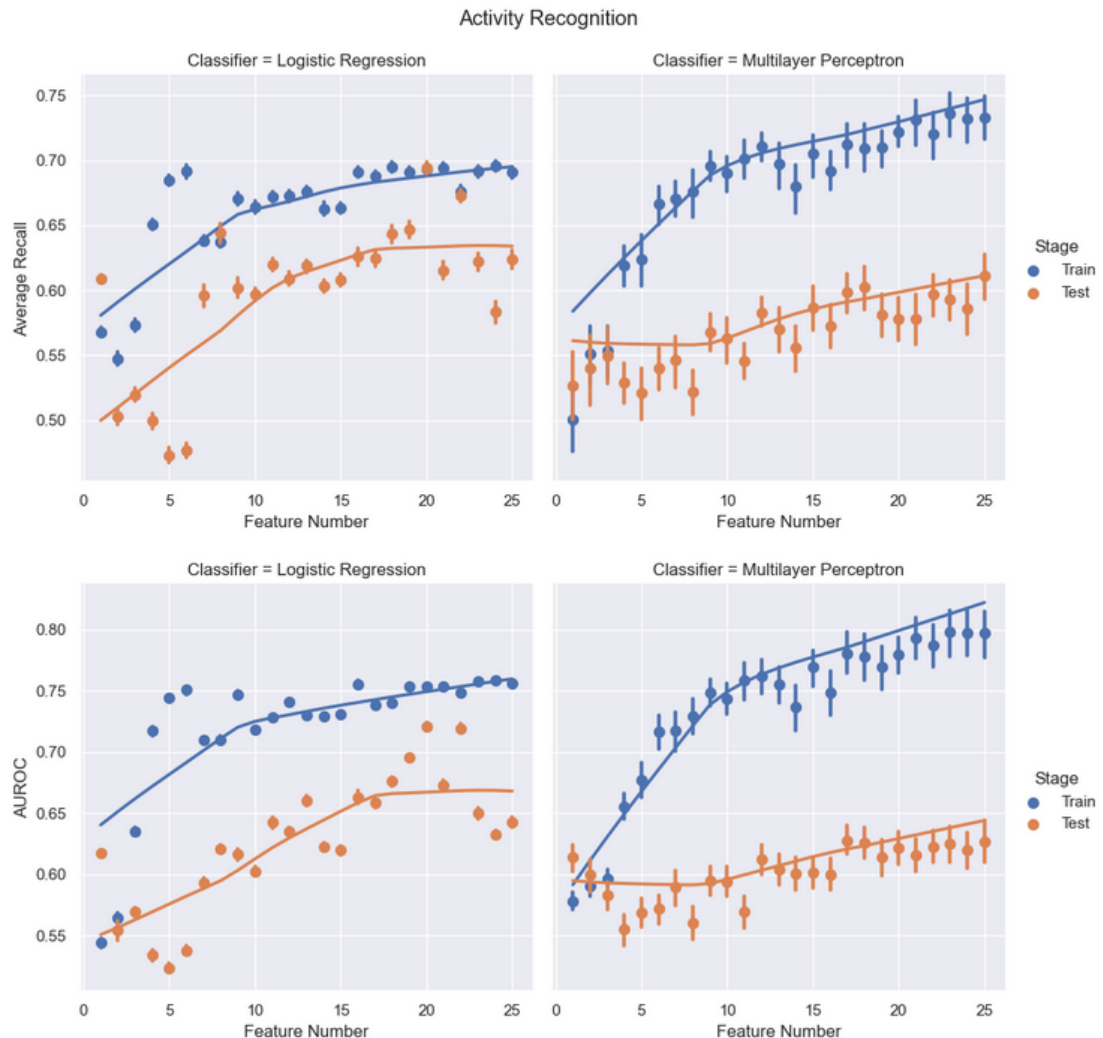 Activity Recognition
Classifier = Logistic Regression
Classifier = Multilayer Perceptron
0.75
0.70
0.65
0.60
0.55
0.50
Average Recall
0 5 10 15 20 25
Feature Number
0 5 10 15 20 25
Feature Number
Stage
Train
Test
Classifier = Logistic Regression
Classifier = Multilayer Perceptron
0.80
0.75
0.70
0.65
0.60
0.55
AUROC
0 5 10 15 20 25
Feature Number
0 5 10 15 20 25
Feature Number
Stage
Train
Test